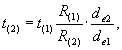 t(2) = t(1) R(1)/R(2) · de2/de1,